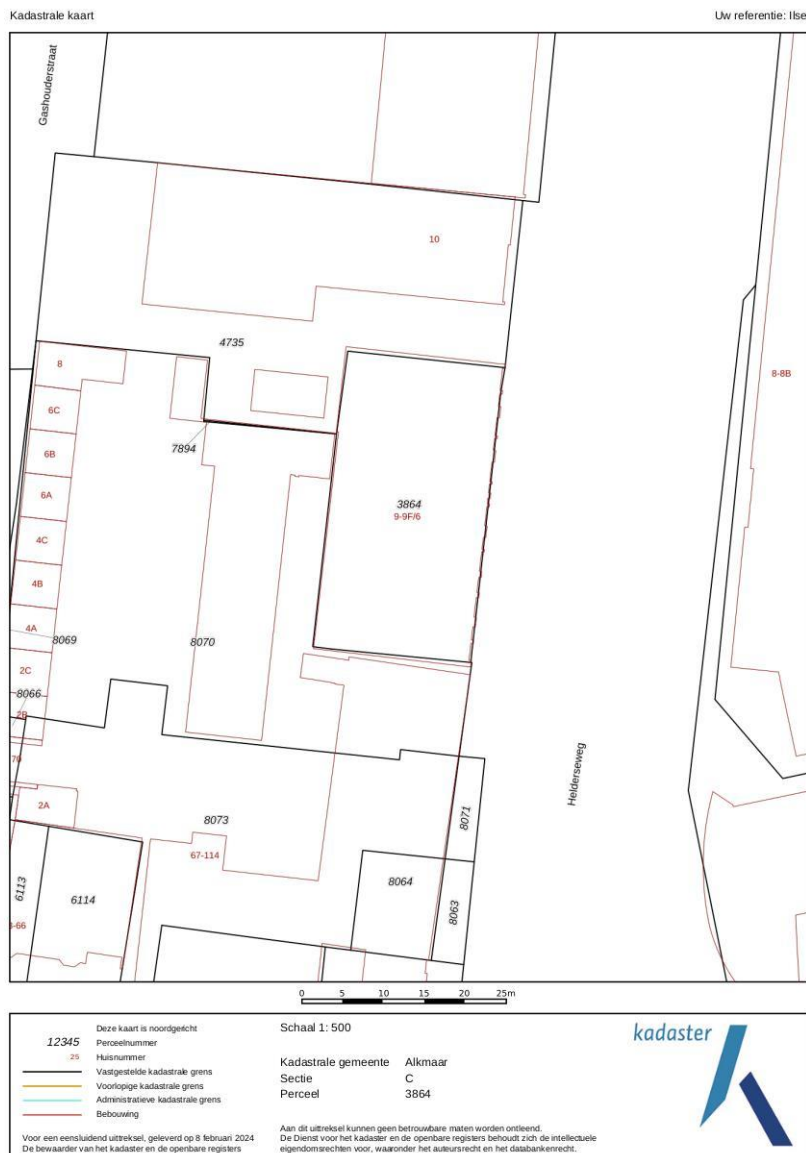 Kadastrale kaart
Uw referentie: Ilse
Gashouderstraat
10
4735
8
8-8B
6C
7894
6B
6A
3864
9-9F/6
4C
4B
4A
8069
8070
2C
8066
2B
70
Helderseweg
2A
8073
8071
67-114
8064
6113
6114
8063
-66
0 5 10 15 20 25m
Deze kaart is noordgericht
12345 Perceelnummer
25 Huisnummer
Vastgestelde kadastrale grens
Voorlopige kadastrale grens
Administratieve kadastrale grens
Bebouwing
Voor een eensluidend uittreksel, geleverd op 8 februari 2024
De bewaarder van het kadaster en de openbare registers
Schaal 1: 500
Kadastrale gemeente Alkmaar
Sectie C
Perceel 3864
Aan dit uittreksel kunnen geen betrouwbare maten worden ontleend.
De Dienst voor het kadaster en de openbare registers behoudt zich de intellectuele
eigendomsrechten voor, waaronder het auteursrecht en het databankenrecht.
kadaster